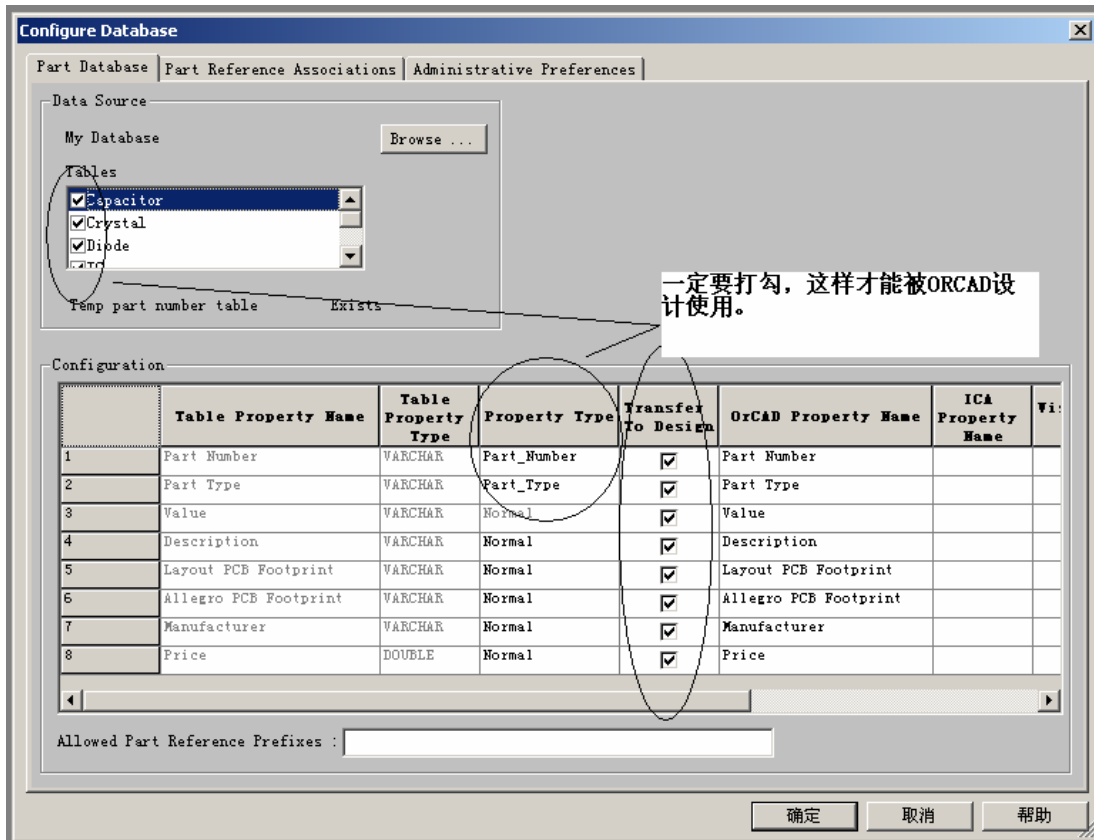 Configure Database
Part Database Part Reference Associations Administrative Preferences
Data Source
My Database Browse ...
Tables
Capacitor
Crystal
Diode
IC
Temp part number table Exists
一定要打勾，这样才能被ORCAD设
计使用。
Configuration
Table Property Name Table Property Type Property Type Transfer To Design OrCAD Property Name ICA Property Name Vi
1 Part Number VARCHAR Part_Number Part Number
2 Part Type VARCHAR Part_Type Part Type
3 Value VARCHAR Normal Value
4 Description VARCHAR Normal Description
5 Layout PCB Footprint VARCHAR Normal Layout PCB Footprint
6 Allegro PCB Footprint VARCHAR Normal Allegro PCB Footprint
7 Manufacturer VARCHAR Normal Manufacturer
8 Price DOUBLE Normal Price
Allowed Part Reference Prefixes :
确定 取消 帮助